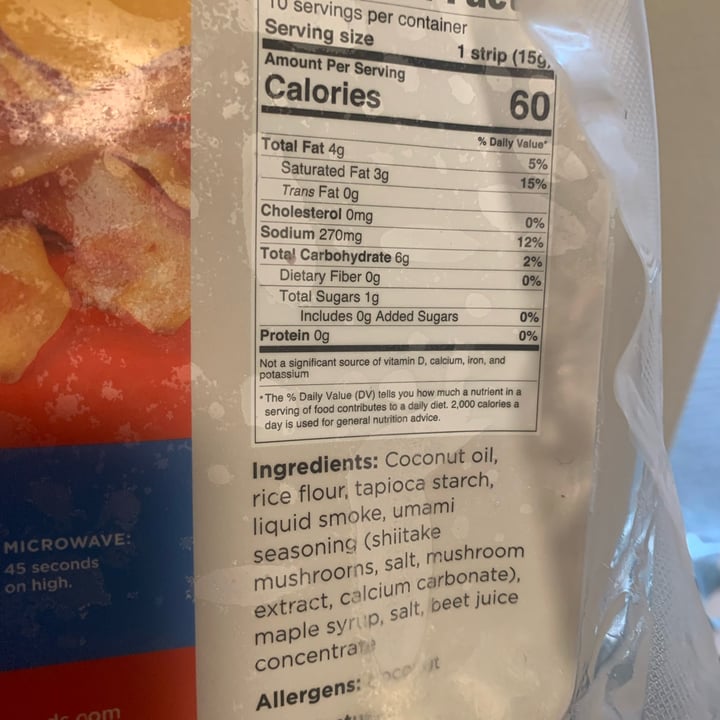 10 servings per container
Serving size 1 strip (15g)
Amount Per Serving
Calories 60
% Daily Value*
Total Fat 4g 5%
Saturated Fat 3g 15%
Trans Fat 0g
Cholesterol 0mg 0%
Sodium 270mg 12%
Total Carbohydrate 6g 2%
Dietary Fiber 0g 0%
Total Sugars 1g
Includes 0g Added Sugars 0%
Protein 0g 0%
Not a significant source of vitamin D, calcium, iron, and
potassium
*The % Daily Value (DV) tells you how much a nutrient in a
serving of food contributes to a daily diet. 2,000 calories a
day is used for general nutrition advice.
Ingredients: Coconut oil,
rice flour, tapioca starch,
liquid smoke, umami
seasoning (shiitake
mushrooms, salt, mushroom
extract, calcium carbonate),
maple syrup, salt, beet juice
concentrate
Allergens: Coconut
MICROWAVE:
45 seconds
on high.